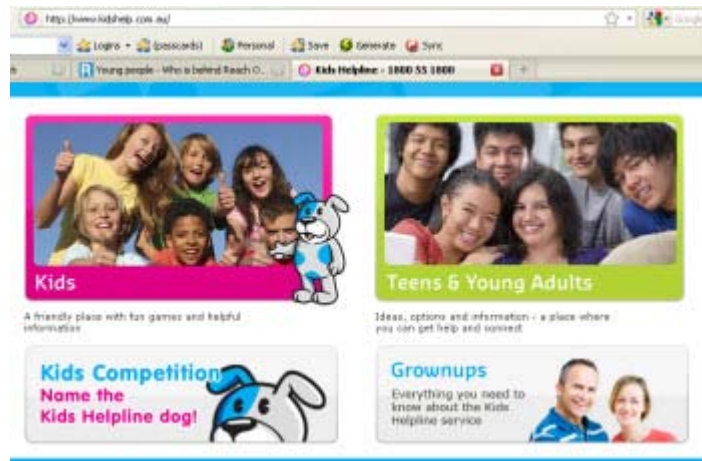 http://www.kidshelp.com.au/
Logins (passcards) Personal Save Generate Sync
Young people - Who is behind Reach O...
Kids Helpline - 1800 55 1800
Kids
Teens & Young Adults
A friendly place with fun games and helpful
information
Ideas, options and information - a place where
you can get help and connect
Kids Competition
Name the
Kids Helpline dog!
Grownups
Everything you need to
know about the Kids
Helpline service